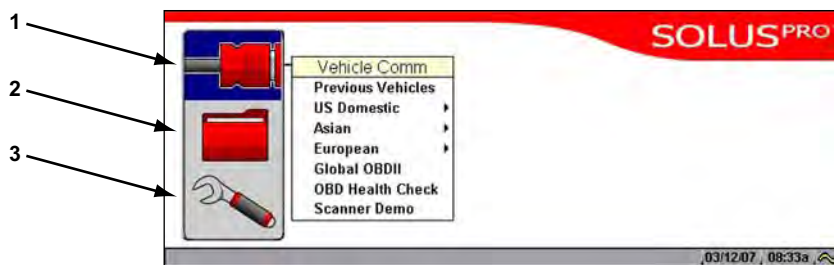 1
2
3
SOLUSPRO
Vehicle Comm
Previous Vehicles
US Domestic
Asian
European
Global OBDII
OBD Health Check
Scanner Demo
03/12/07 08:33a